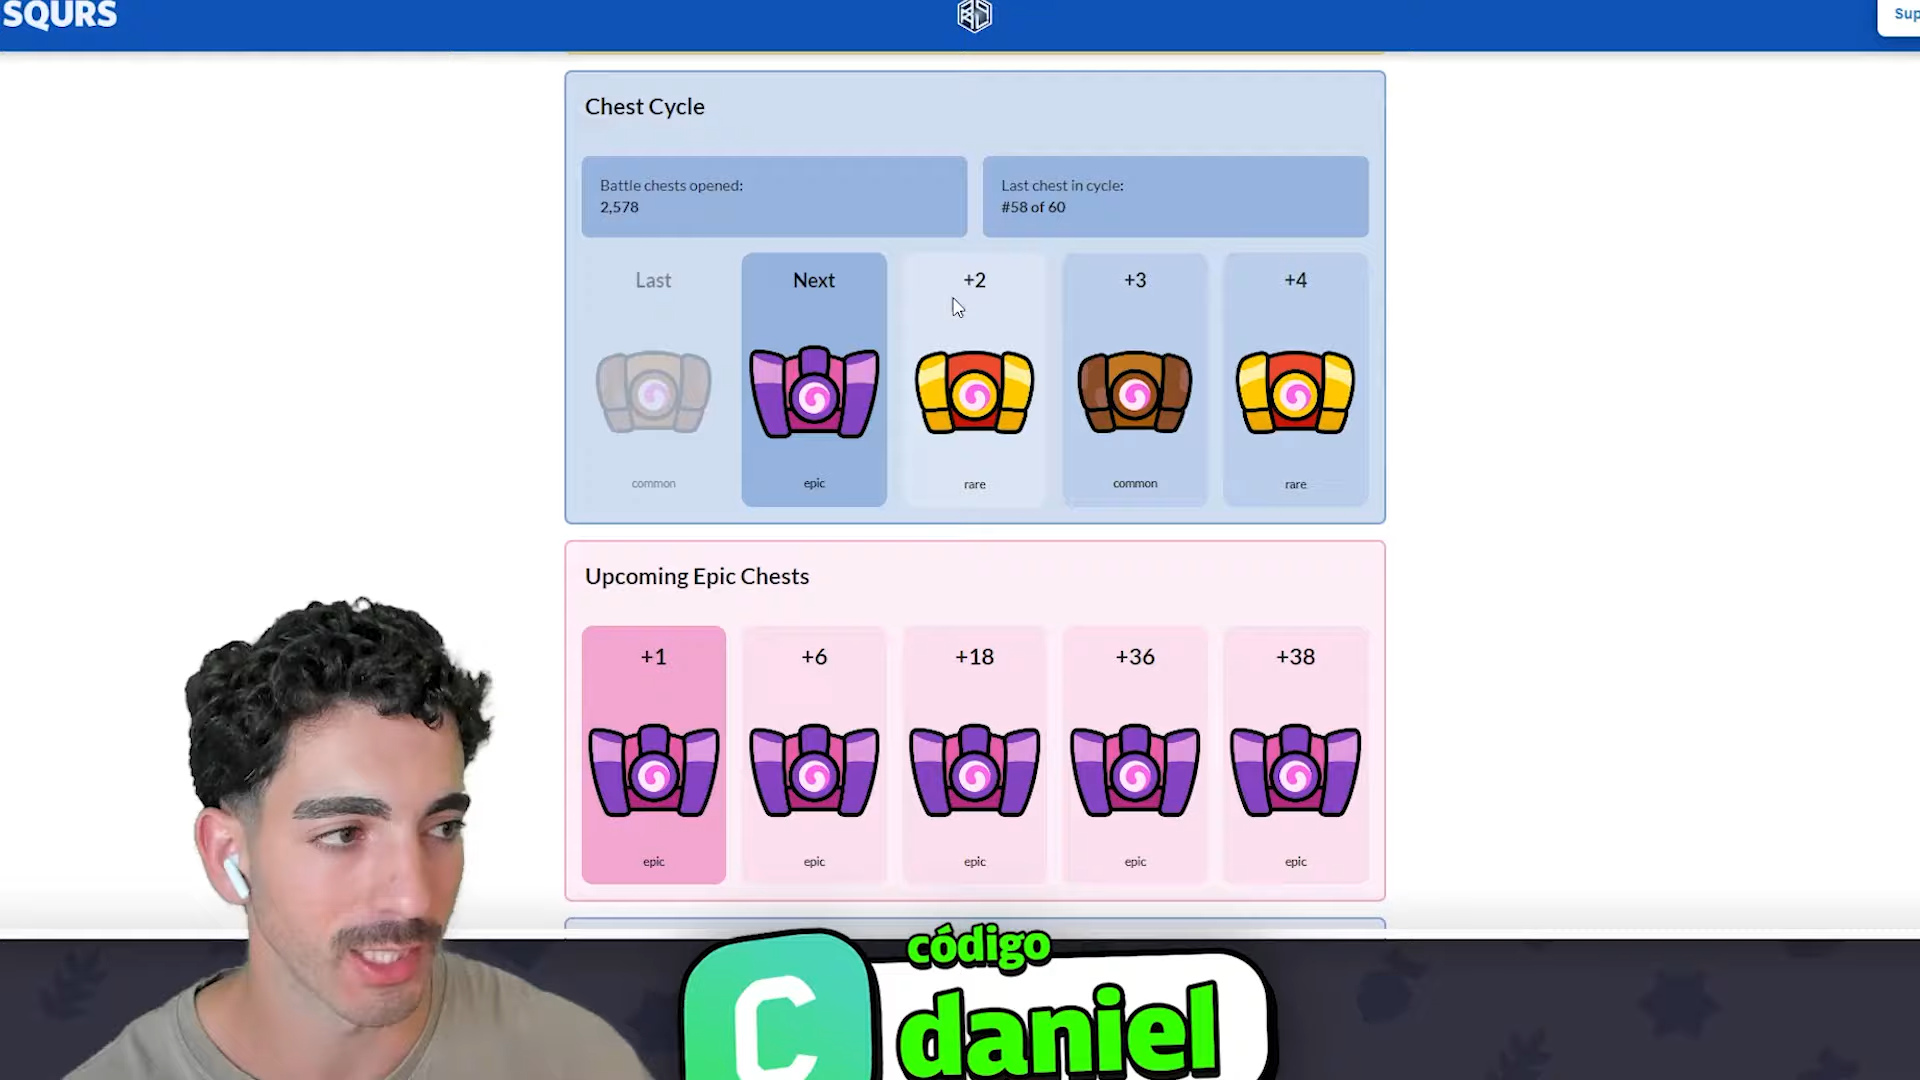 SQURS
Sup
Chest Cycle
Battle chests opened:
2,578
Last chest in cycle:
#58 of 60
Last
Next
+2
+3
+4
common
epic
rare
common
rare
Upcoming Epic Chests
+1
+6
+18
+36
+38
epic
epic
epic
epic
epic
código
C
daniel